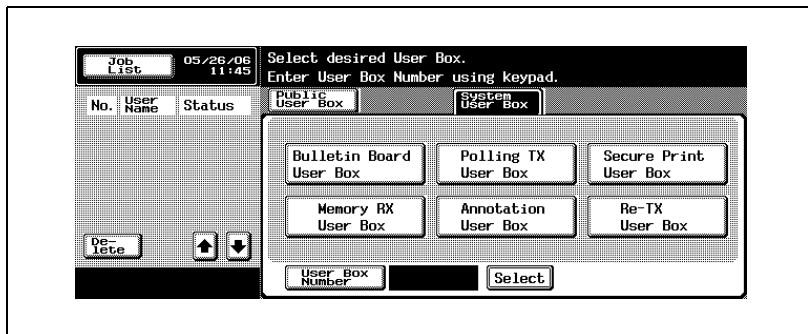 Job
List
05/26/06
11:45
Select desired User Box.
Enter User Box Number using keypad.
No. User Name Status
Public
User Box
System
User Box
Bulletin Board
User Box
Polling TX
User Box
Secure Print
User Box
Memory RX
User Box
Annotation
User Box
Re-TX
User Box
De-
lete
User Box
Number
Select